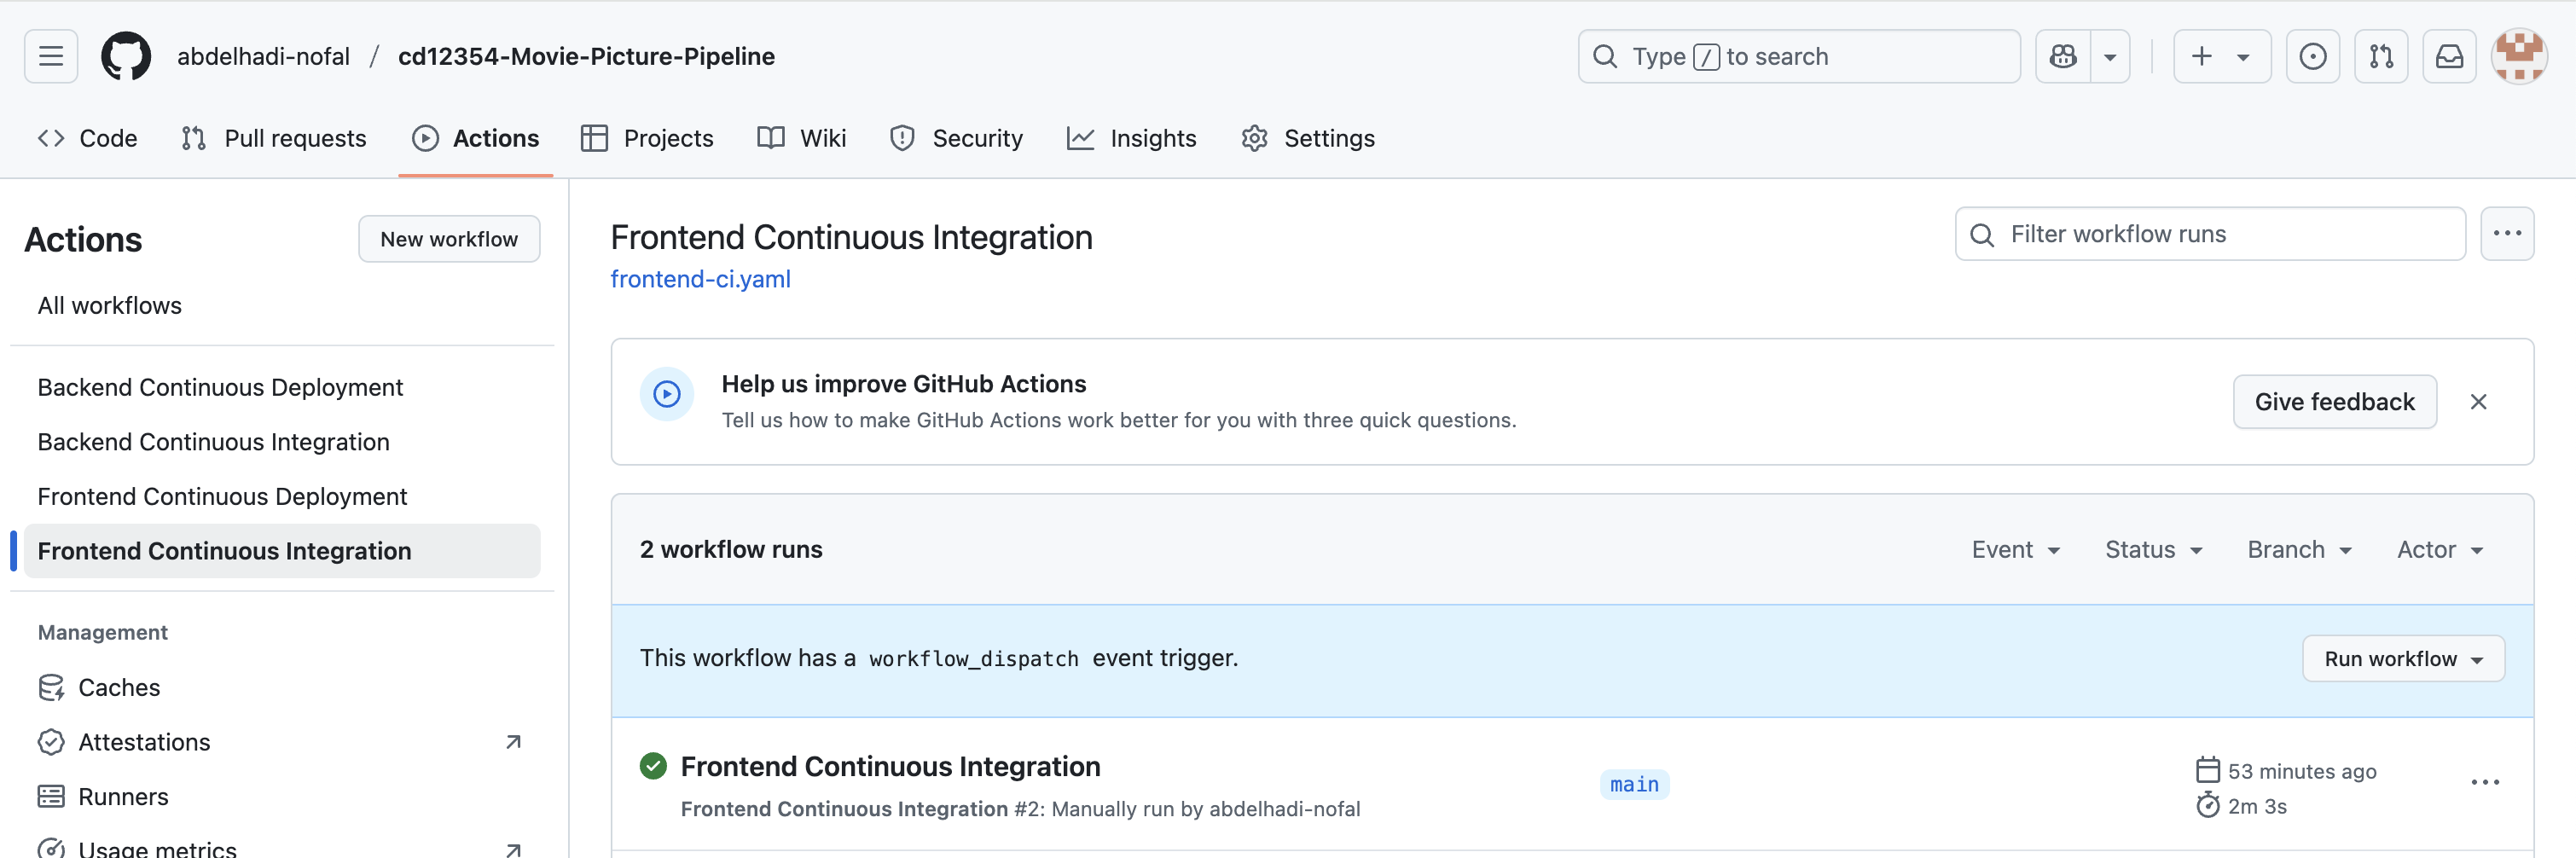 abdelhadi-nofal / cd12354-Movie-Picture-Pipeline
Type / to search
Code Pull requests Actions Projects Wiki Security Insights Settings
Actions
New workflow
All workflows
Backend Continuous Deployment
Backend Continuous Integration
Frontend Continuous Deployment
Frontend Continuous Integration
Management
Caches
Attestations
Runners
Usage metrics
Frontend Continuous Integration
frontend-ci.yaml
Filter workflow runs
Help us improve GitHub Actions
Tell us how to make GitHub Actions work better for you with three quick questions.
Give feedback
2 workflow runs
Event Status Branch Actor
This workflow has a workflow_dispatch event trigger.
Run workflow
Frontend Continuous Integration
Frontend Continuous Integration #2: Manually run by abdelhadi-nofal
main
53 minutes ago
2m 3s